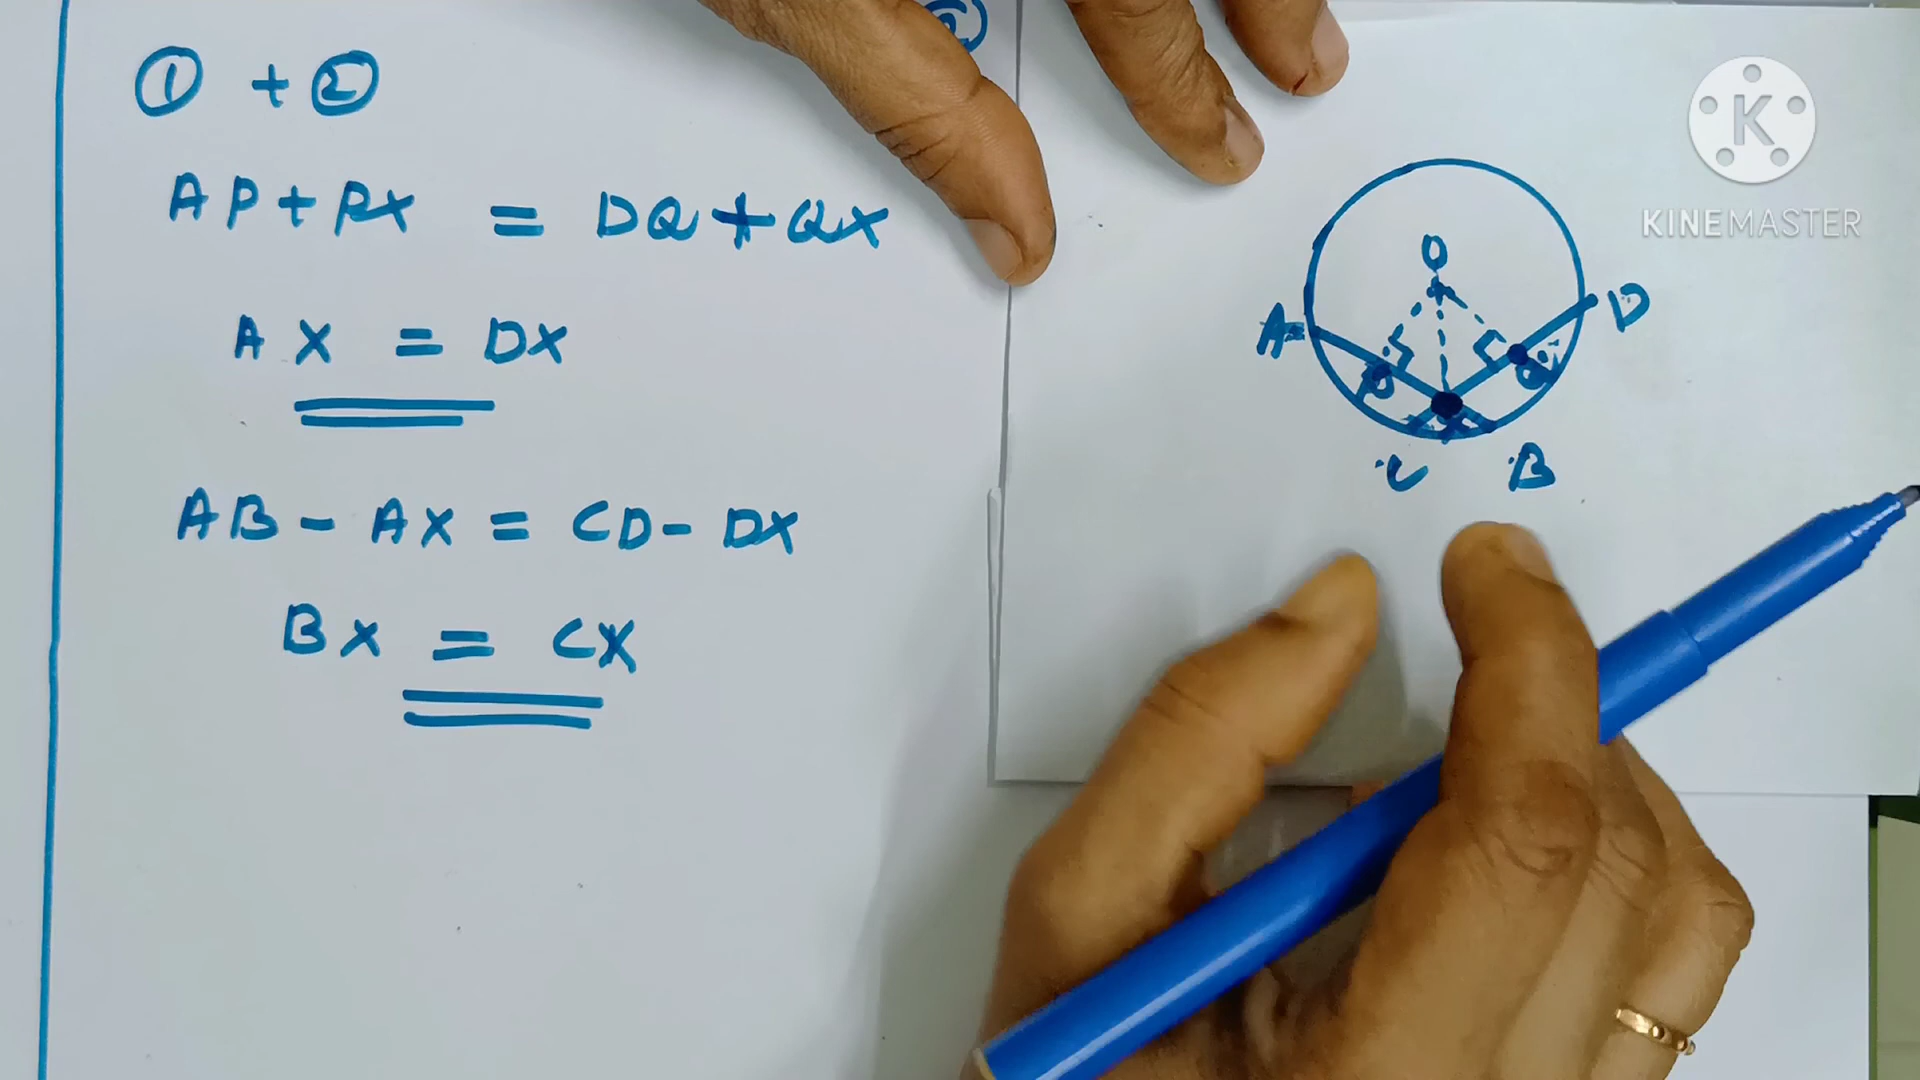 ① + ②
AP + PX = DQ + QX
AX = DX
AB - AX = CD - DX
BX = CX
K
KINEMASTER
O
A
D
P
Q
X
C
B